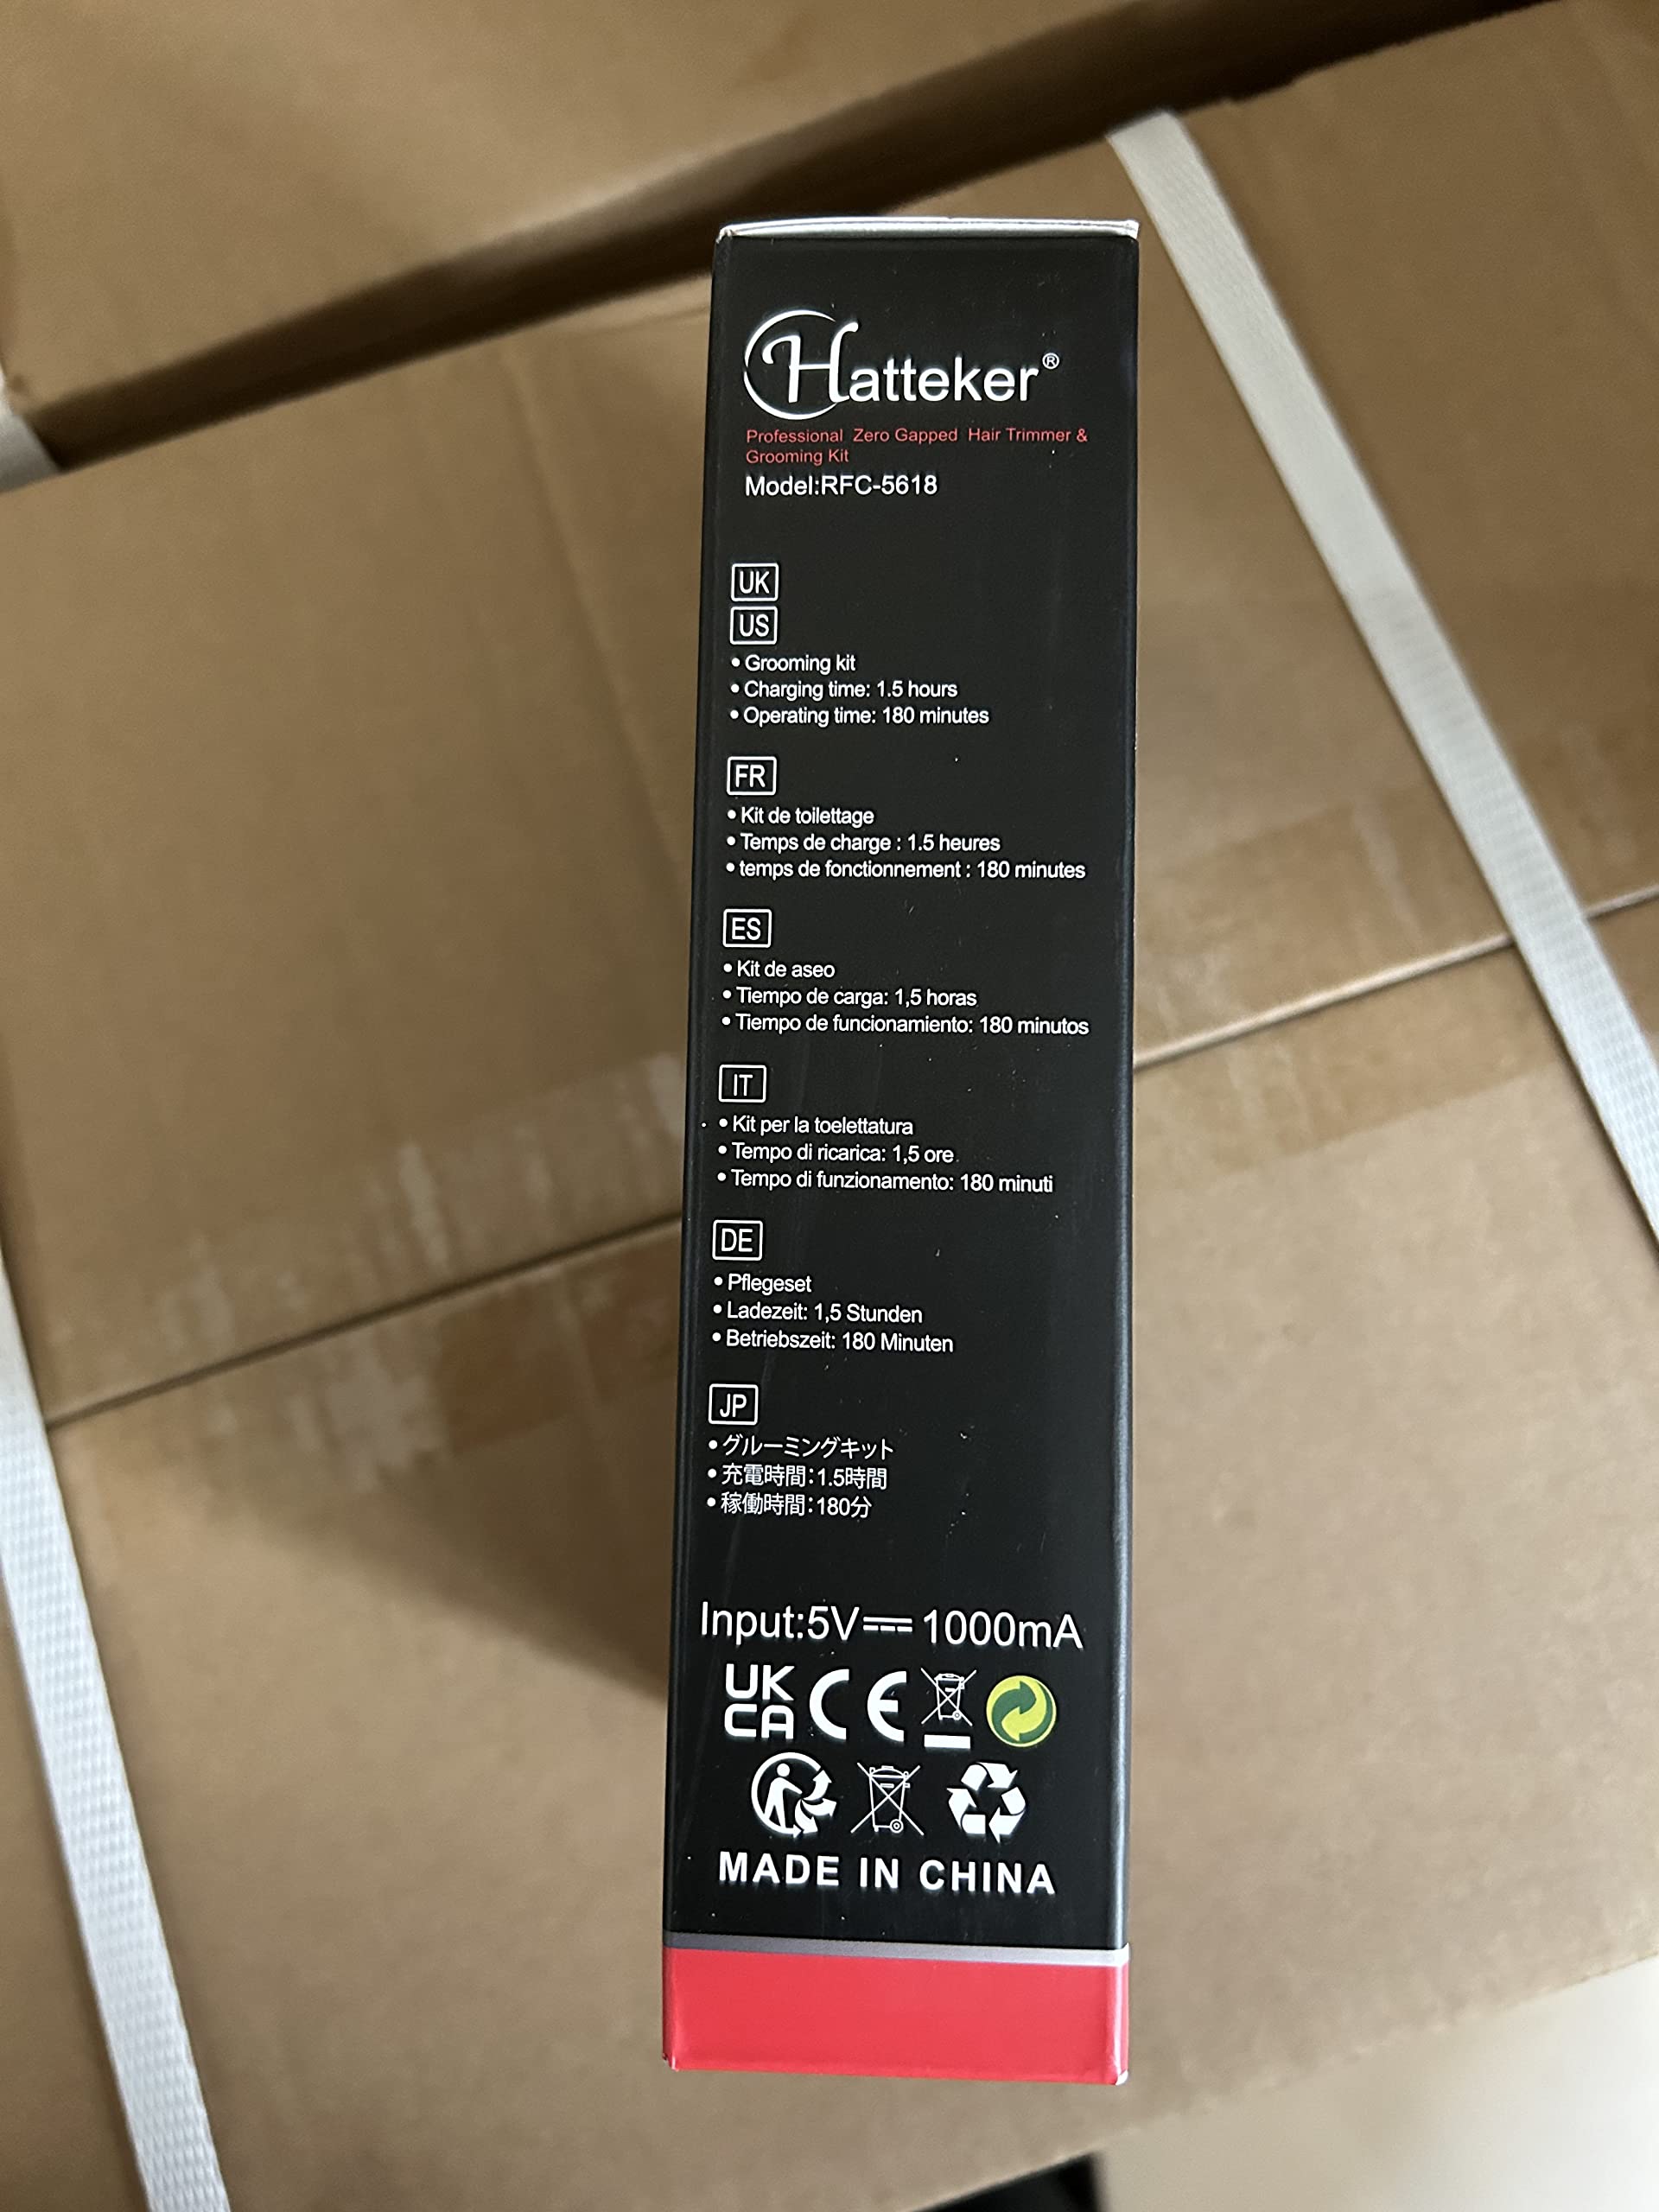 Hatteker®
Professional Zero Gapped Hair Trimmer &
Grooming Kit
Model:RFC-5618
UK
US
• Grooming kit
• Charging time: 1.5 hours
• Operating time: 180 minutes
FR
• Kit de toilettage
• Temps de charge : 1.5 heures
• temps de fonctionnement : 180 minutes
ES
• Kit de aseo
• Tiempo de carga: 1,5 horas
• Tiempo de funcionamiento: 180 minutos
IT
• Kit per la toelettatura
• Tempo di ricarica: 1,5 ore
• Tempo di funzionamento: 180 minuti
DE
• Pflegeset
• Ladezeit: 1,5 Stunden
• Betriebszeit: 180 Minuten
JP
• グルーミングキット
• 充電時間:1.5時間
• 稼働時間:180分
Input:5V⎓1000mA
UK
CA CE
MADE IN CHINA